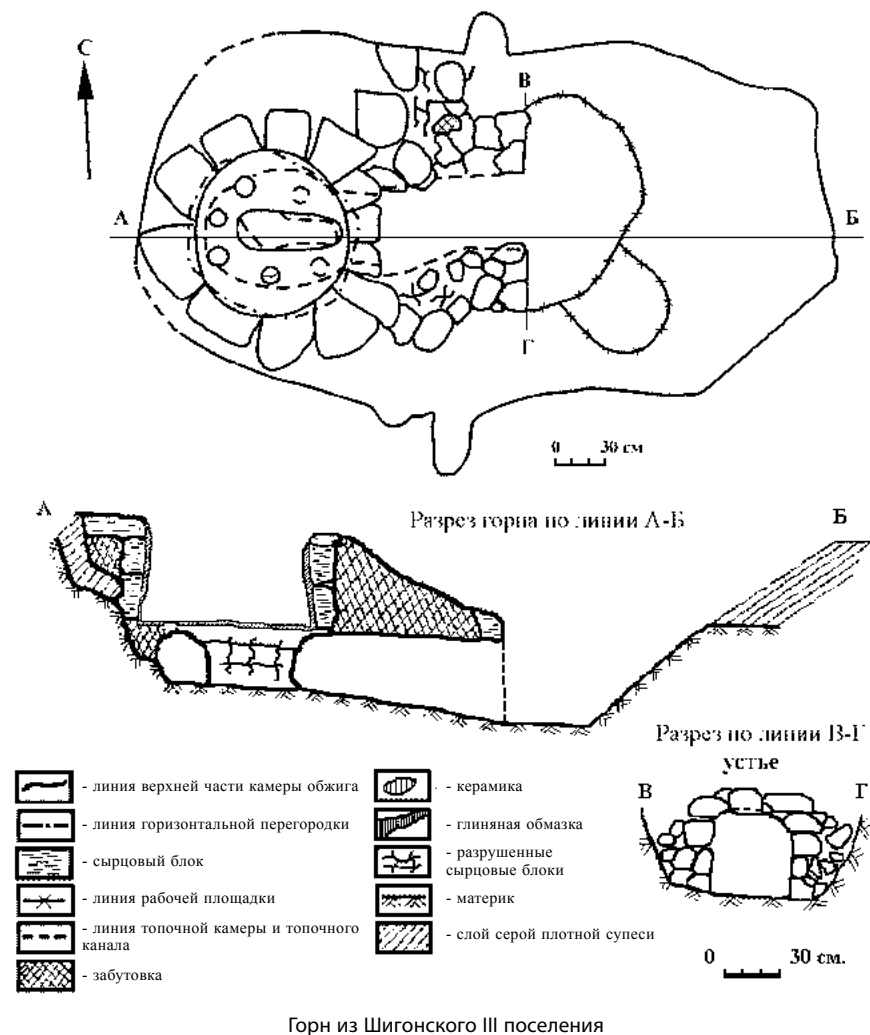 С
В
А
Б
Г
0 30 см
А
Разрез горна по линии А-Б
Б
Разрез по линии В-Г
устье
В
Г
- линия верхней части камеры обжига
- линия горизонтальной перегородки
- сырцовый блок
- линия рабочей площадки
- линия топочной камеры и топочного
канала
- забутовка
- керамика
- глиняная обмазка
- разрушенные
сырцовые блоки
- материк
- слой серой плотной супеси
0 30 см.
Горн из Шигонского III поселения